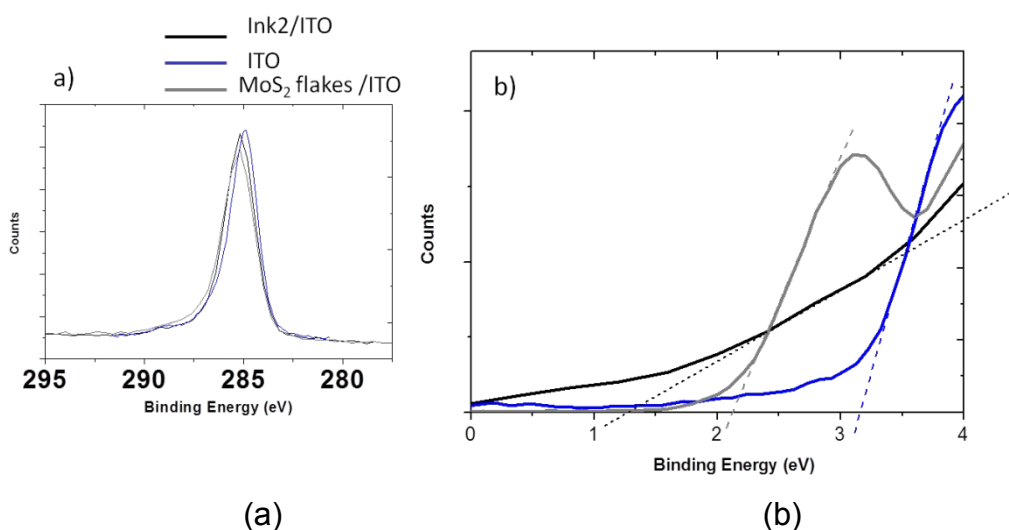 Ink2/ITO
ITO
MoS₂ flakes /ITO
a)
Counts
295 290 285 280
Binding Energy (eV)
(a)
b)
Counts
0 1 2 3 4
Binding Energy (eV)
(b)